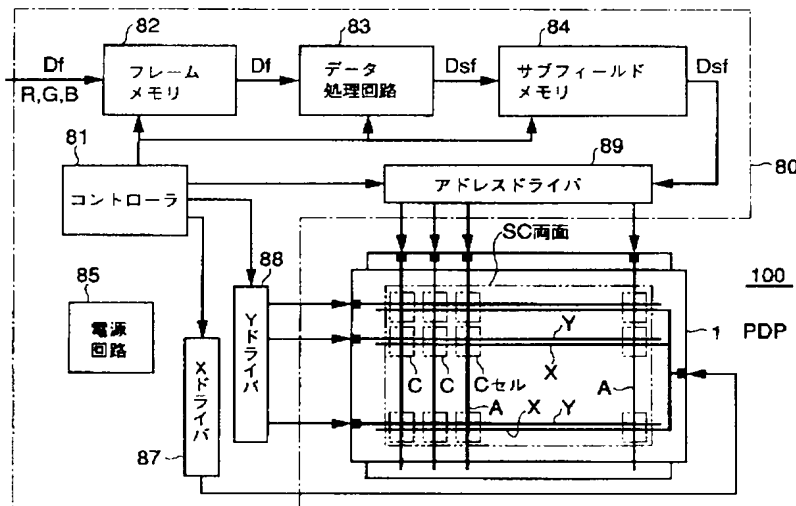 82
83
84
Df
R,G,B
フレーム
メモリ
Df
データ
処理回路
Dsf
サブフィールド
メモリ
Dsf
81
コントローラ
89
アドレスドライバ
80
SC両面
88
85
電源
回路
Yドライバ
Xドライバ
87
100
1
PDP
Y
X
C
C
Cセル
A
A
X
Y